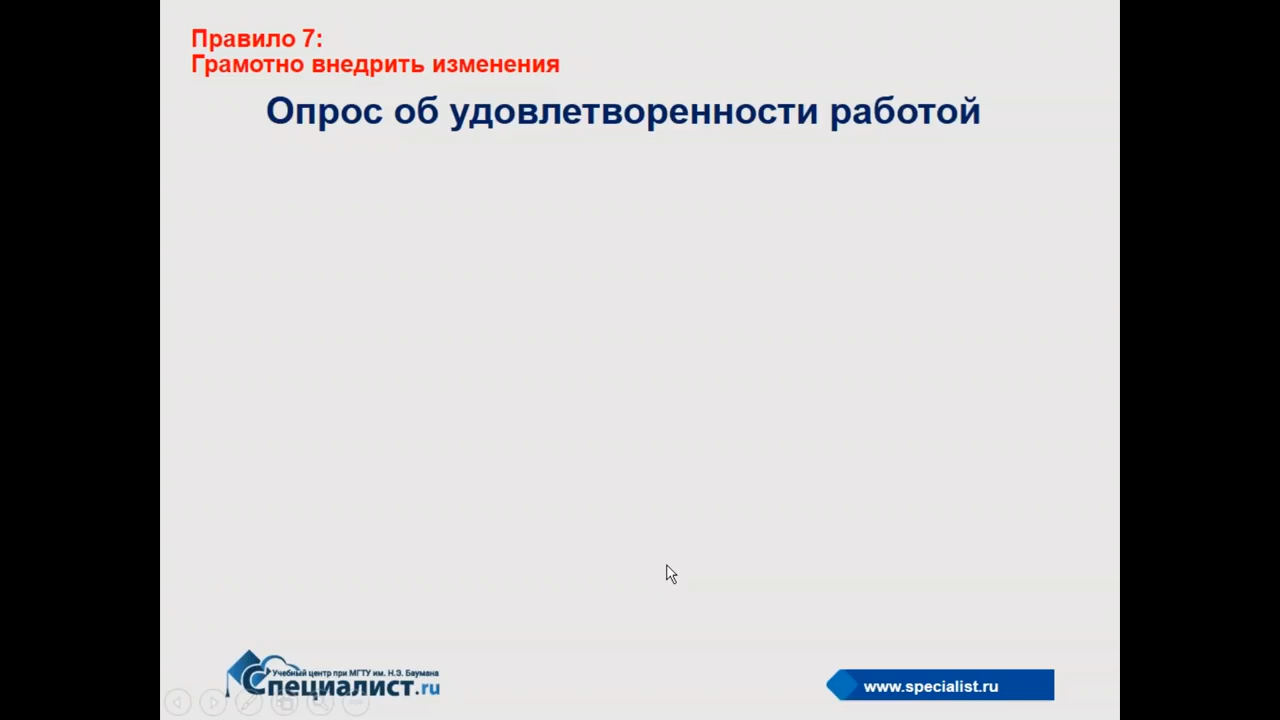 Правило 7:
Грамотно внедрить изменения
Опрос об удовлетворенности работой
Учебный центр при МГТУ им. Н.Э. Баумана
Специалист.ru
www.specialist.ru